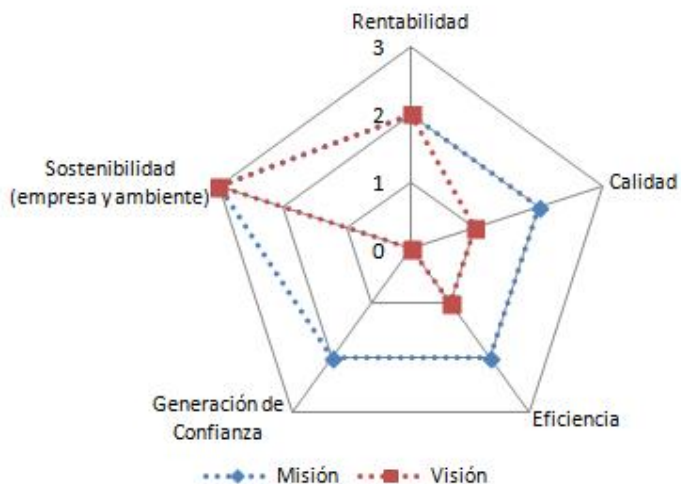 Rentabilidad
3
2
1
0
Calidad
Eficiencia
Generación de
Confianza
Sostenibilidad
(empresa y ambiente)
Misión
Visión